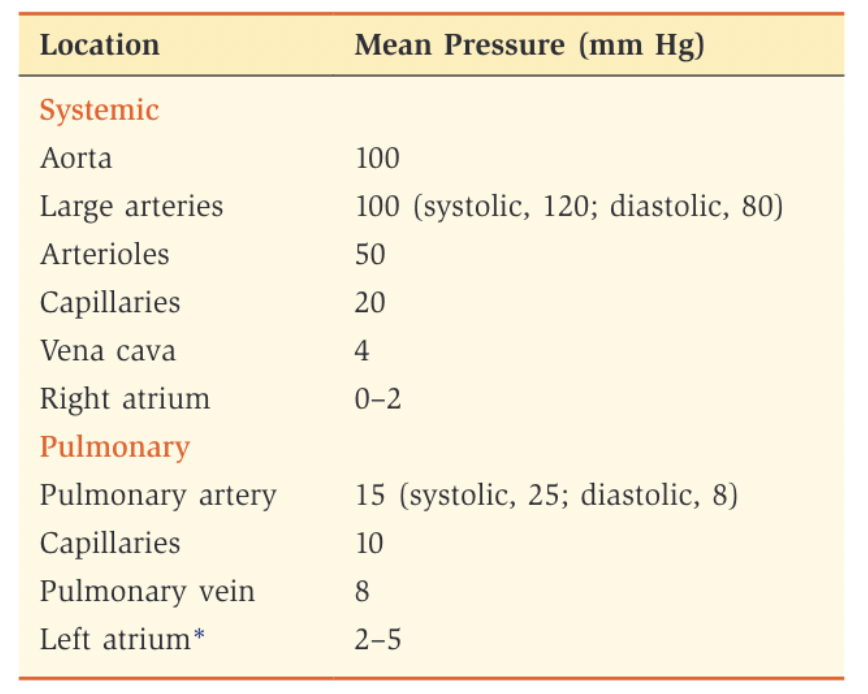 Location Mean Pressure (mm Hg)
Systemic
Aorta 100
Large arteries 100 (systolic, 120; diastolic, 80)
Arterioles 50
Capillaries 20
Vena cava 4
Right atrium 0–2
Pulmonary
Pulmonary artery 15 (systolic, 25; diastolic, 8)
Capillaries 10
Pulmonary vein 8
Left atrium* 2–5